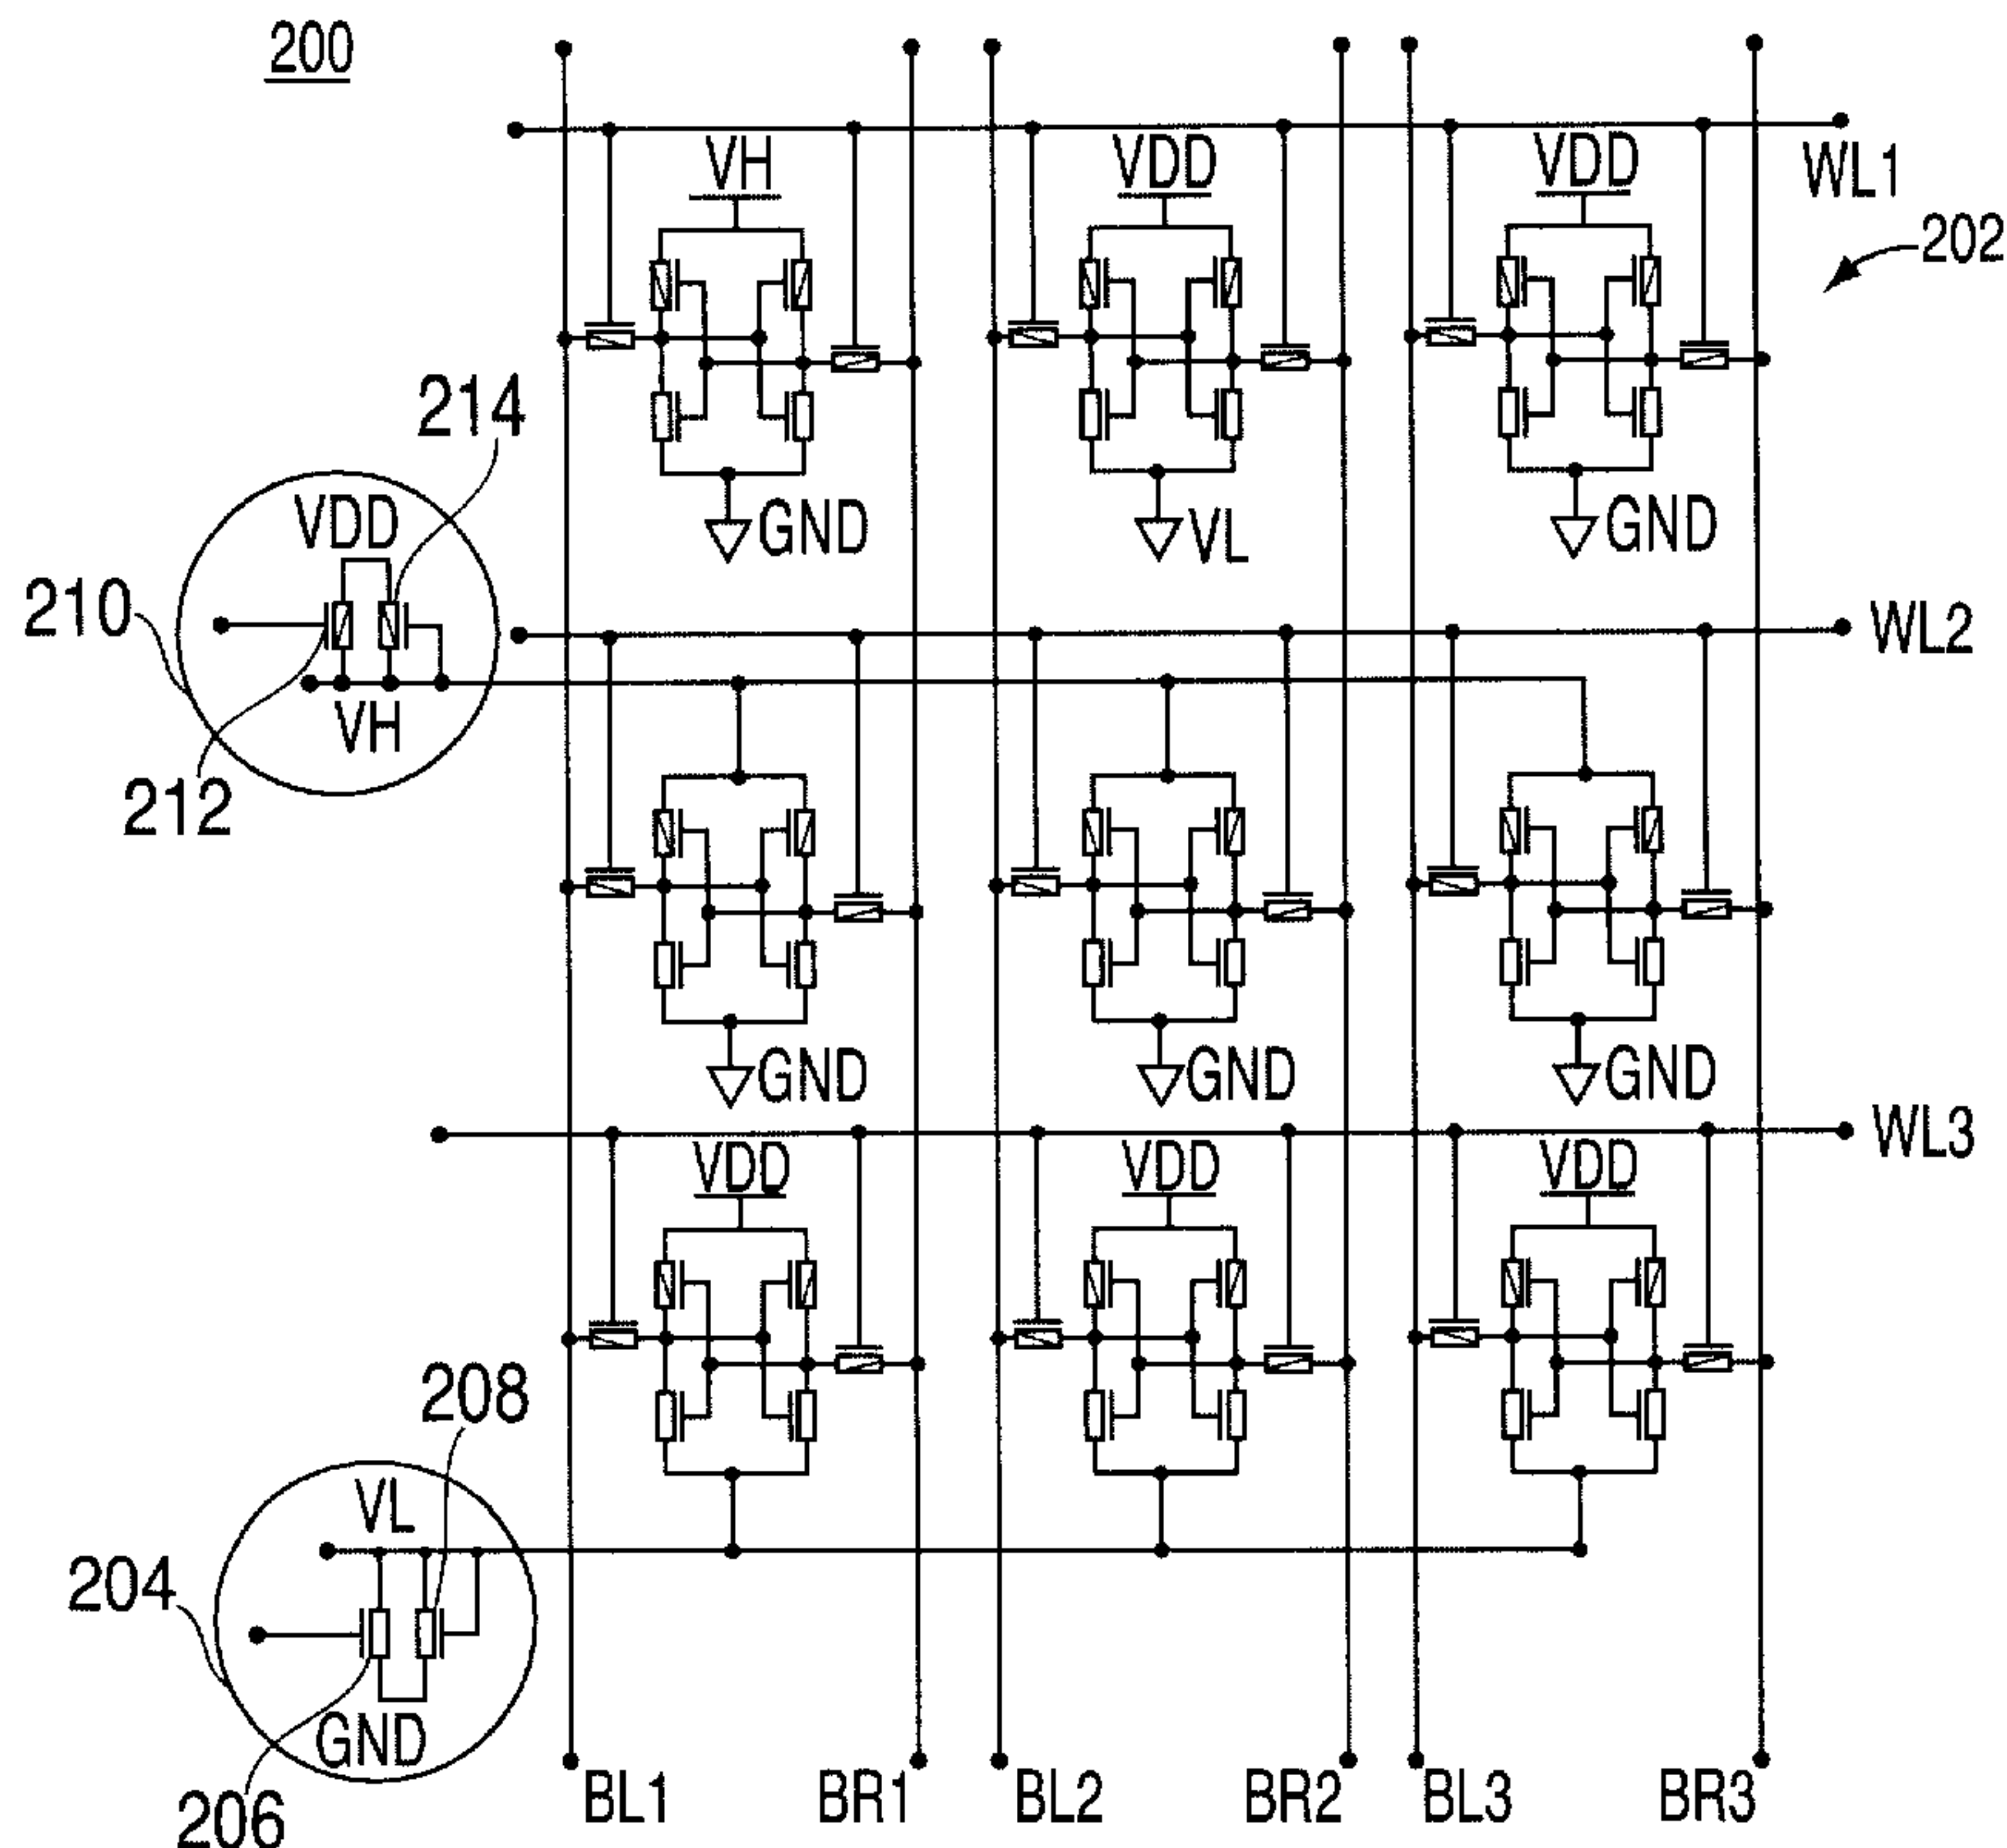 200
VH
VDD
VDD
WL1
202
214
GND
VL
GND
VDD
210
WL2
VH
212
GND
GND
GND
WL3
VDD
VDD
VDD
208
VL
204
GND
206
BL1
BR1
BL2
BR2
BL3
BR3